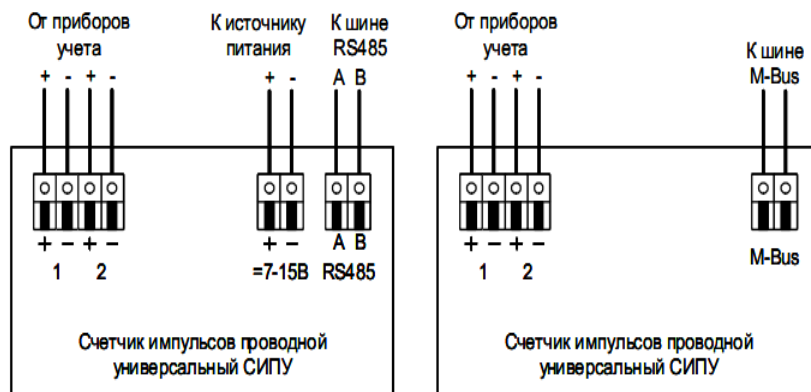 От приборов учета
+ - + -
К источнику питания
+ -
К шине RS485
A B
+ − + −
1 2
+ −
=7-15В
A B
RS485
Счетчик импульсов проводной
универсальный СИПУ
От приборов учета
+ - + -
К шине
M-Bus
+ − + −
1 2
M-Bus
Счетчик импульсов проводной
универсальный СИПУ